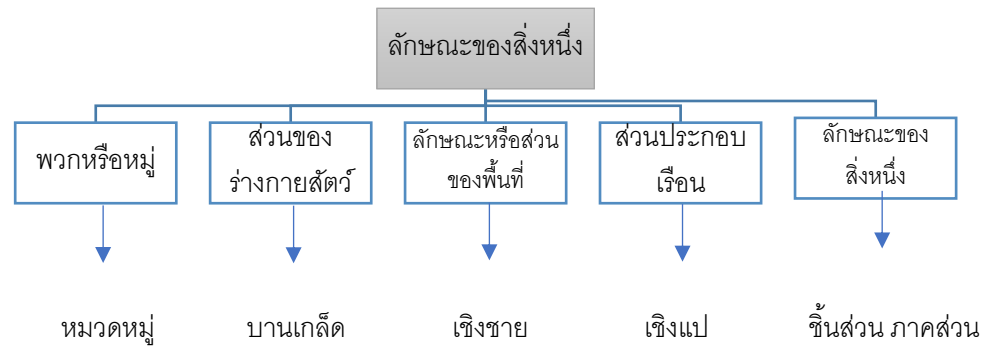 ลักษณะของสิ่งหนึ่ง
พวกหรือหมู่
ส่วนของ
ร่างกายสัตว์
ลักษณะหรือส่วน
ของพื้นที่
ส่วนประกอบ
เรือน
ลักษณะของ
สิ่งหนึ่ง
หมวดหมู่
บานเกล็ด
เชิงชาย
เชิงแป
ชิ้นส่วน ภาคส่วน